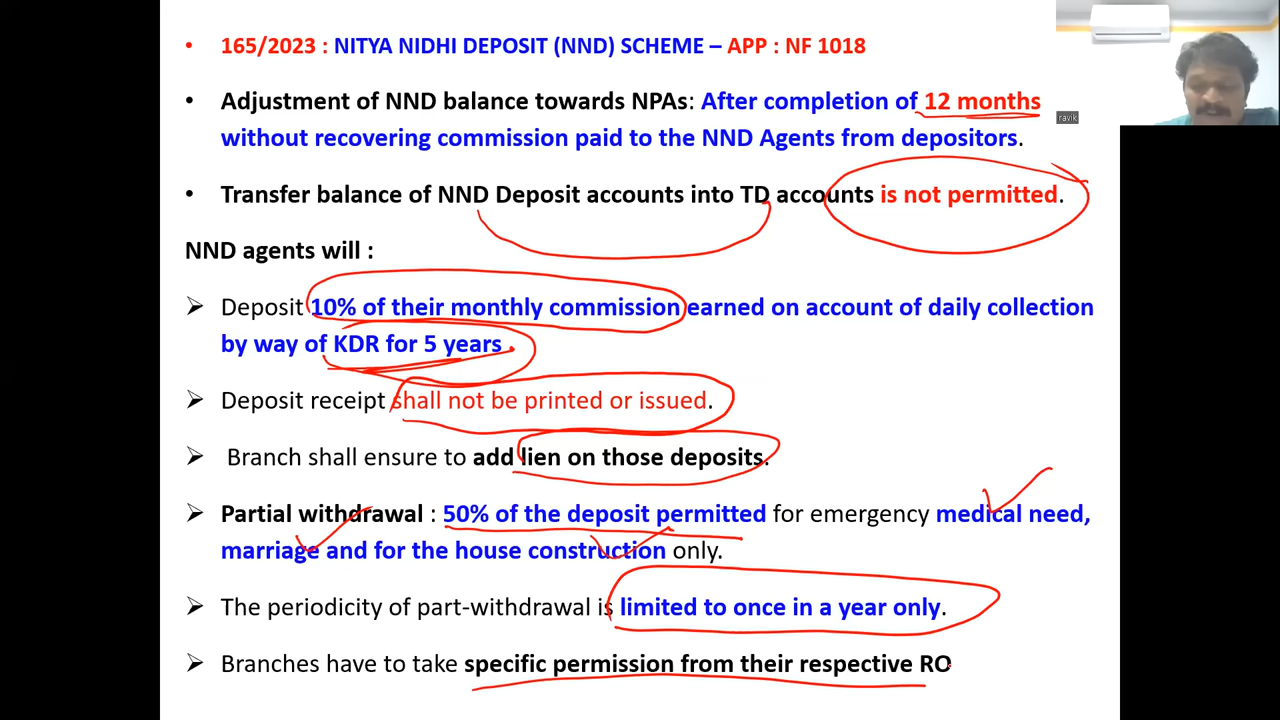 • 165/2023 : NITYA NIDHI DEPOSIT (NND) SCHEME – APP : NF 1018
• Adjustment of NND balance towards NPAs: After completion of 12 months
without recovering commission paid to the NND Agents from depositors.
ravik
• Transfer balance of NND Deposit accounts into TD accounts is not permitted.
NND agents will :
➢ Deposit 10% of their monthly commission earned on account of daily collection
by way of KDR for 5 years .
➢ Deposit receipt shall not be printed or issued.
➢ Branch shall ensure to add lien on those deposits.
➢ Partial withdrawal : 50% of the deposit permitted for emergency medical need,
marriage and for the house construction only.
➢ The periodicity of part-withdrawal is limited to once in a year only.
➢ Branches have to take specific permission from their respective RO